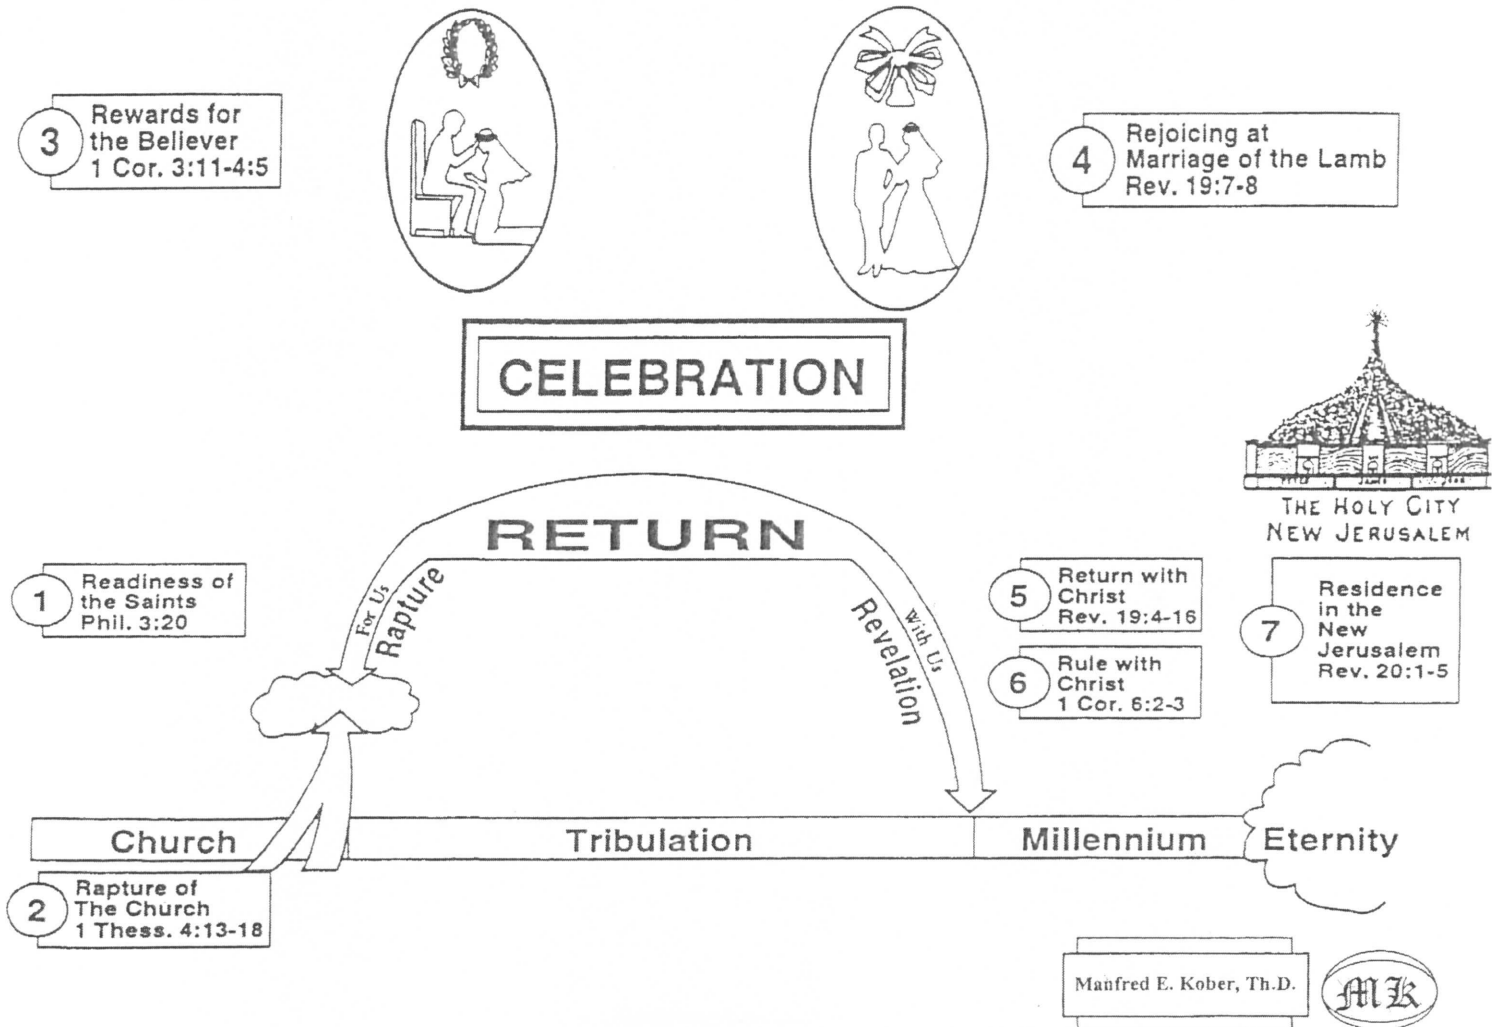 3
Rewards for
the Believer
1 Cor. 3:11-4:5
4
Rejoicing at
Marriage of the Lamb
Rev. 19:7-8
CELEBRATION
PETER
JAMES
JOHN
THE HOLY CITY
NEW JERUSALEM
RETURN
For Us
Rapture
With Us
Revelation
1
Readiness of
the Saints
Phil. 3:20
5
Return with
Christ
Rev. 19:4-16
6
Rule with
Christ
1 Cor. 6:2-3
7
Residence
in the
New
Jerusalem
Rev. 20:1-5
Church
Tribulation
Millennium
Eternity
2
Rapture of
The Church
1 Thess. 4:13-18
Manfred E. Kober, Th.D.
MK